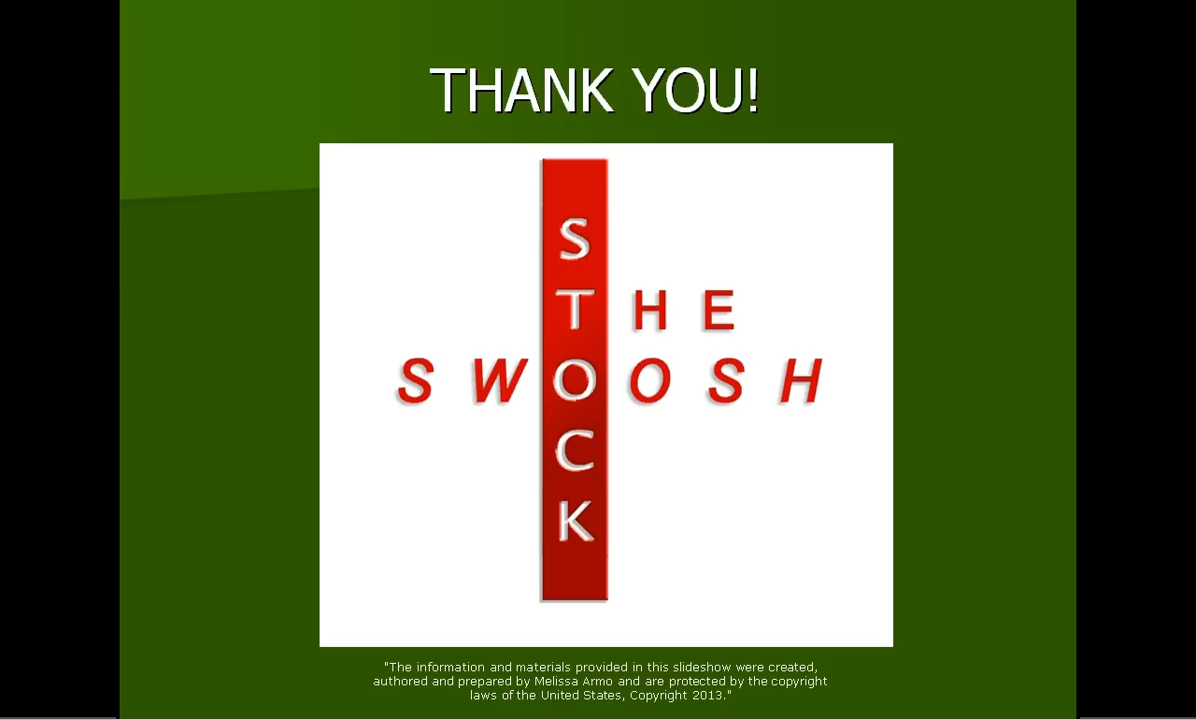 THANK YOU!
STOCK
THE
SWOOSH
"The information and materials provided in this slideshow were created,
authored and prepared by Melissa Armo and are protected by the copyright
laws of the United States, Copyright 2013."